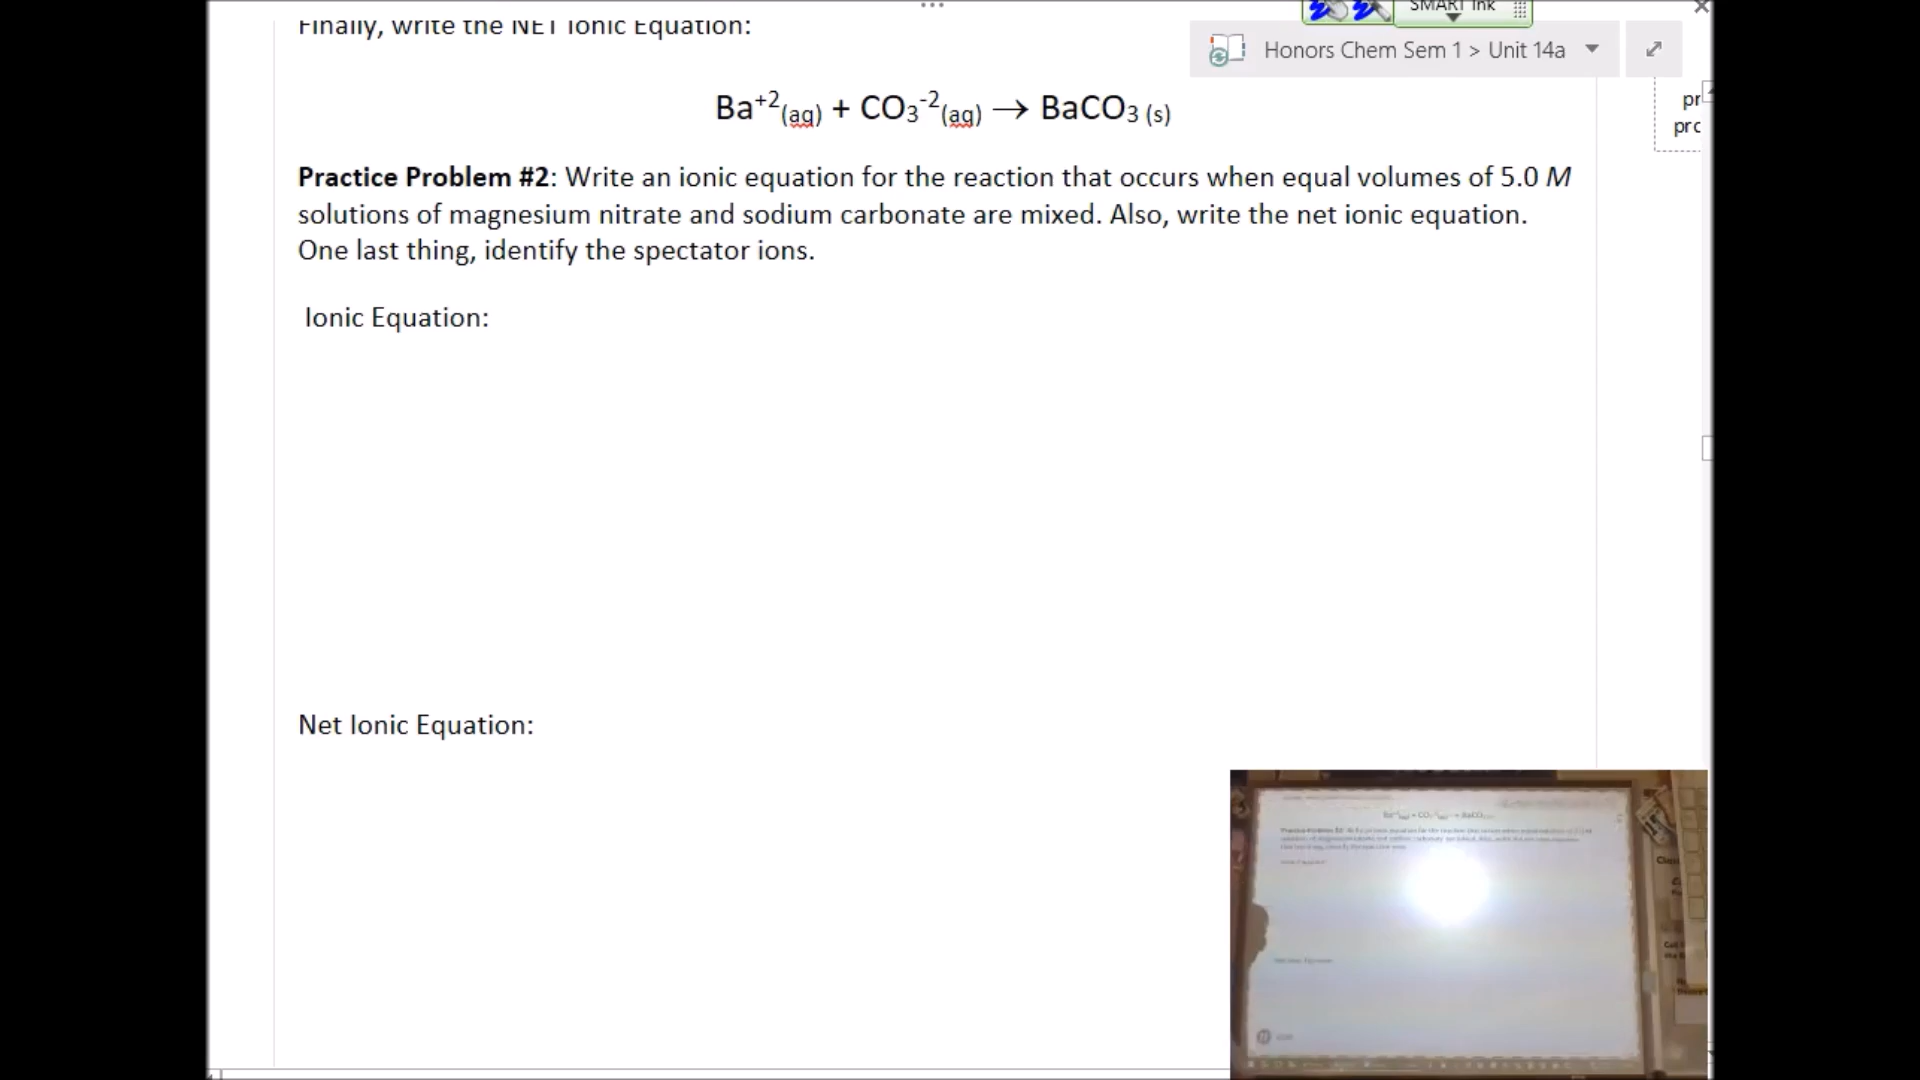 Finally, write the NET Ionic Equation:
SMART Ink
Honors Chem Sem 1 > Unit 14a
Ba⁺²(aq) + CO₃⁻²(aq) → BaCO₃ (s)
Practice Problem #2: Write an ionic equation for the reaction that occurs when equal volumes of 5.0 M
solutions of magnesium nitrate and sodium carbonate are mixed. Also, write the net ionic equation.
One last thing, identify the spectator ions.
Ionic Equation:
Net Ionic Equation: